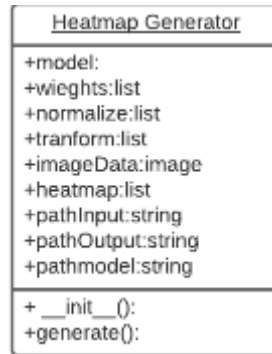 Heatmap Generator
+model:
+wieghts:list
+normalize:list
+tranform:list
+imageData:image
+heatmap:list
+pathInput:string
+pathOutput:string
+pathmodel:string
+ __init__():
+generate():